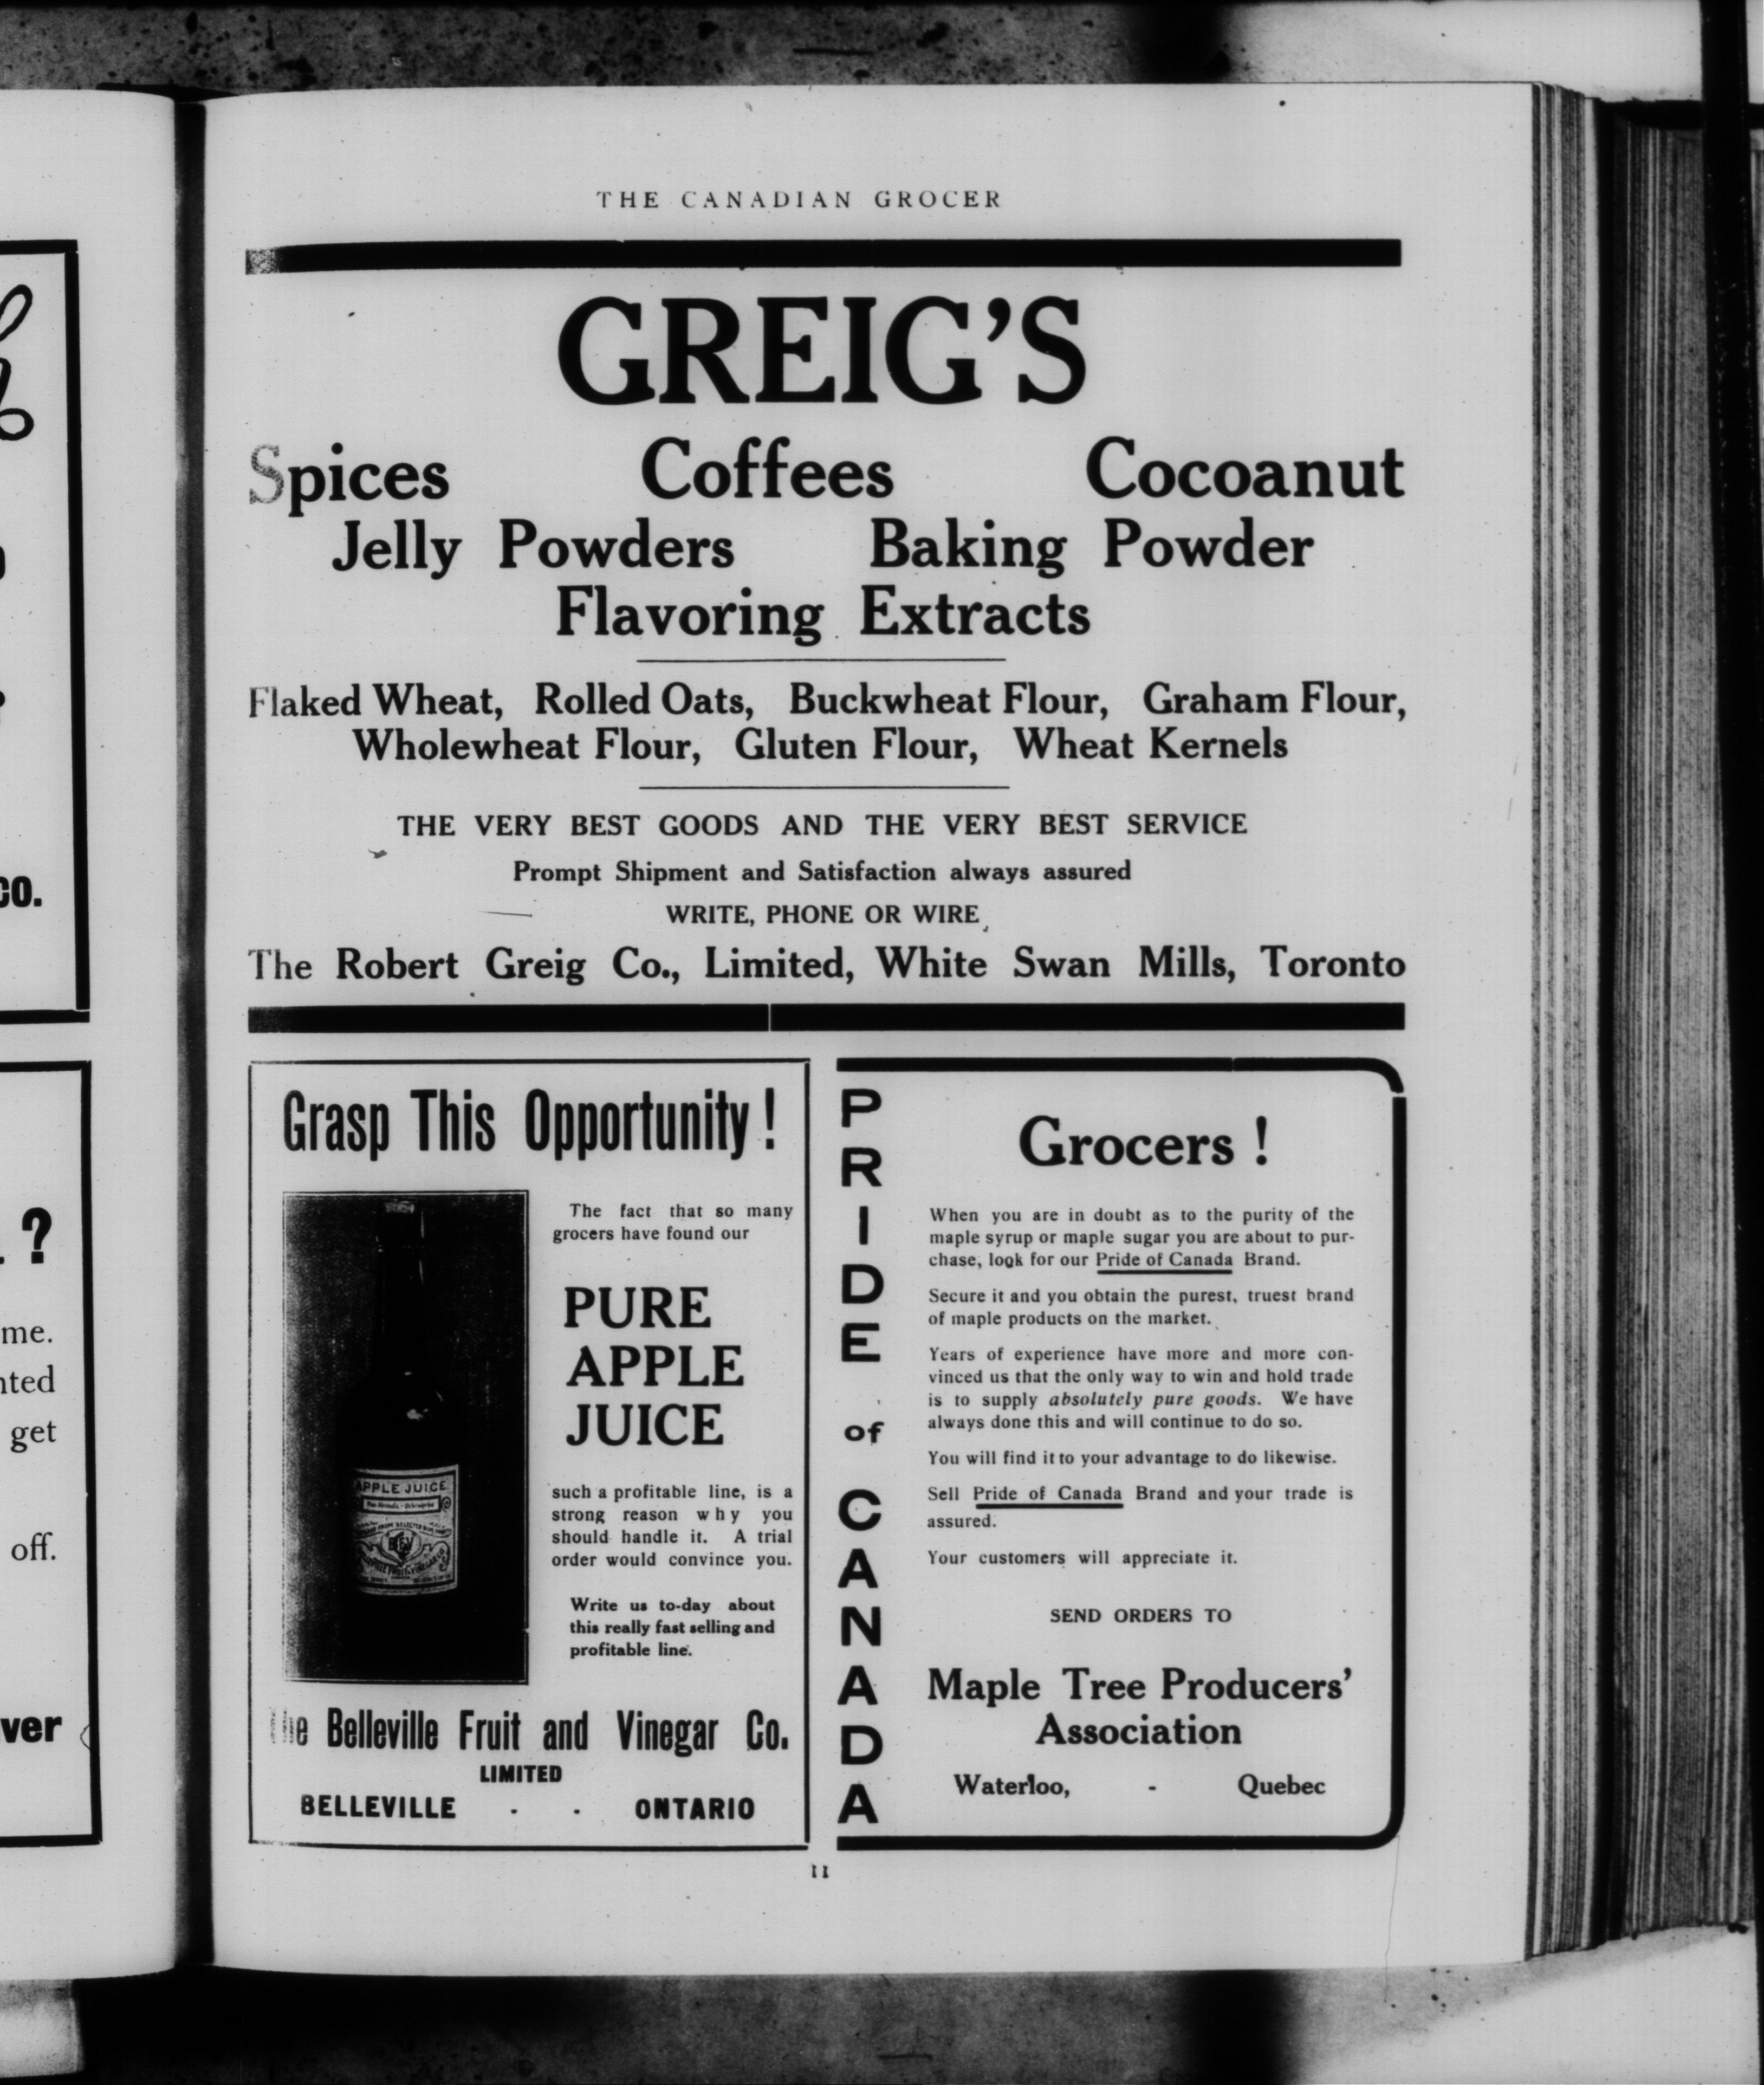 CO.
?
me.
nted
get
off.
ver
THE CANADIAN GROCER
GREIG'S
Spices Coffees Cocoanut
Jelly Powders Baking Powder
Flavoring Extracts
Flaked Wheat, Rolled Oats, Buckwheat Flour, Graham Flour,
Wholewheat Flour, Gluten Flour, Wheat Kernels
THE VERY BEST GOODS AND THE VERY BEST SERVICE
Prompt Shipment and Satisfaction always assured
WRITE, PHONE OR WIRE
The Robert Greig Co., Limited, White Swan Mills, Toronto
Grasp This Opportunity!
The fact that so many
grocers have found our
PURE
APPLE
JUICE
such a profitable line, is a
strong reason why you
should handle it. A trial
order would convince you.
Write us to-day about
this really fast selling and
profitable line.
APPLE JUICE
The Belleville Fruit and Vinegar Co.
LIMITED
BELLEVILLE - - ONTARIO
PRIDE
of
CANADA
Grocers!
When you are in doubt as to the purity of the
maple syrup or maple sugar you are about to pur-
chase, look for our Pride of Canada Brand.
Secure it and you obtain the purest, truest brand
of maple products on the market.
Years of experience have more and more con-
vinced us that the only way to win and hold trade
is to supply absolutely pure goods. We have
always done this and will continue to do so.
You will find it to your advantage to do likewise.
Sell Pride of Canada Brand and your trade is
assured.
Your customers will appreciate it.
SEND ORDERS TO
Maple Tree Producers'
Association
Waterloo, - Quebec
11